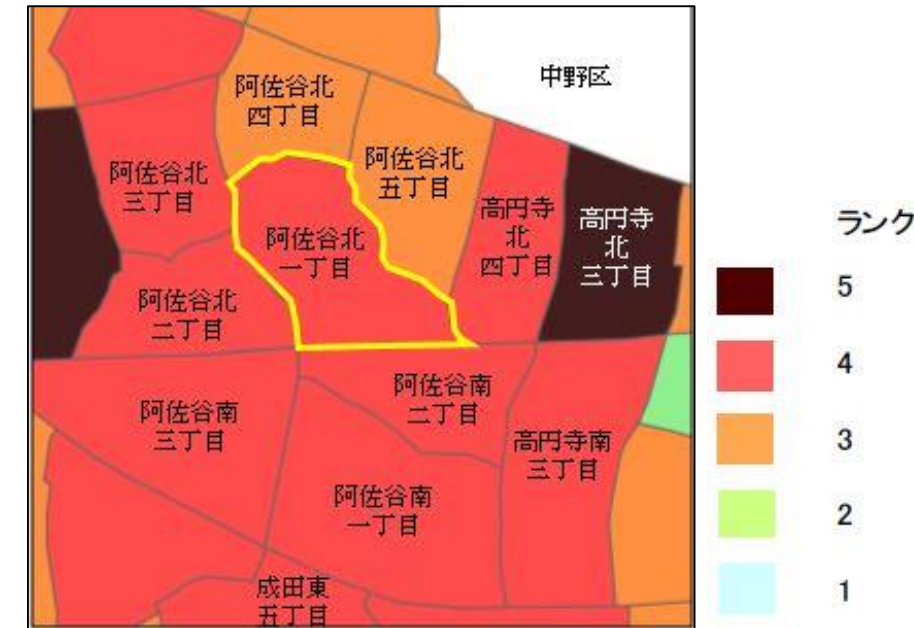 中野区
阿佐谷北
四丁目
阿佐谷北
五丁目
阿佐谷北
三丁目
高円寺
北
四丁目
高円寺
北
三丁目
阿佐谷北
一丁目
阿佐谷北
二丁目
阿佐谷南
二丁目
阿佐谷南
三丁目
高円寺南
三丁目
阿佐谷南
一丁目
成田東
五丁目
ランク
5
4
3
2
1